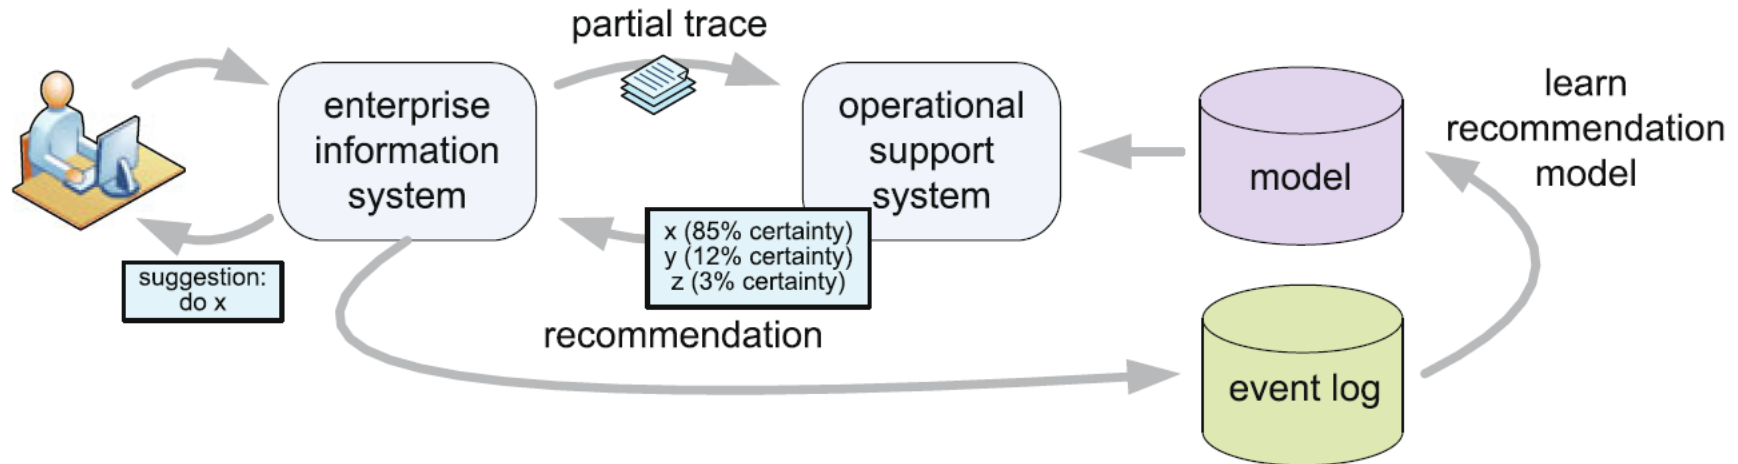 partial trace
enterprise
information
system
operational
support
system
model
learn
recommendation
model
x (85% certainty)
y (12% certainty)
z (3% certainty)
suggestion:
do x
recommendation
event log